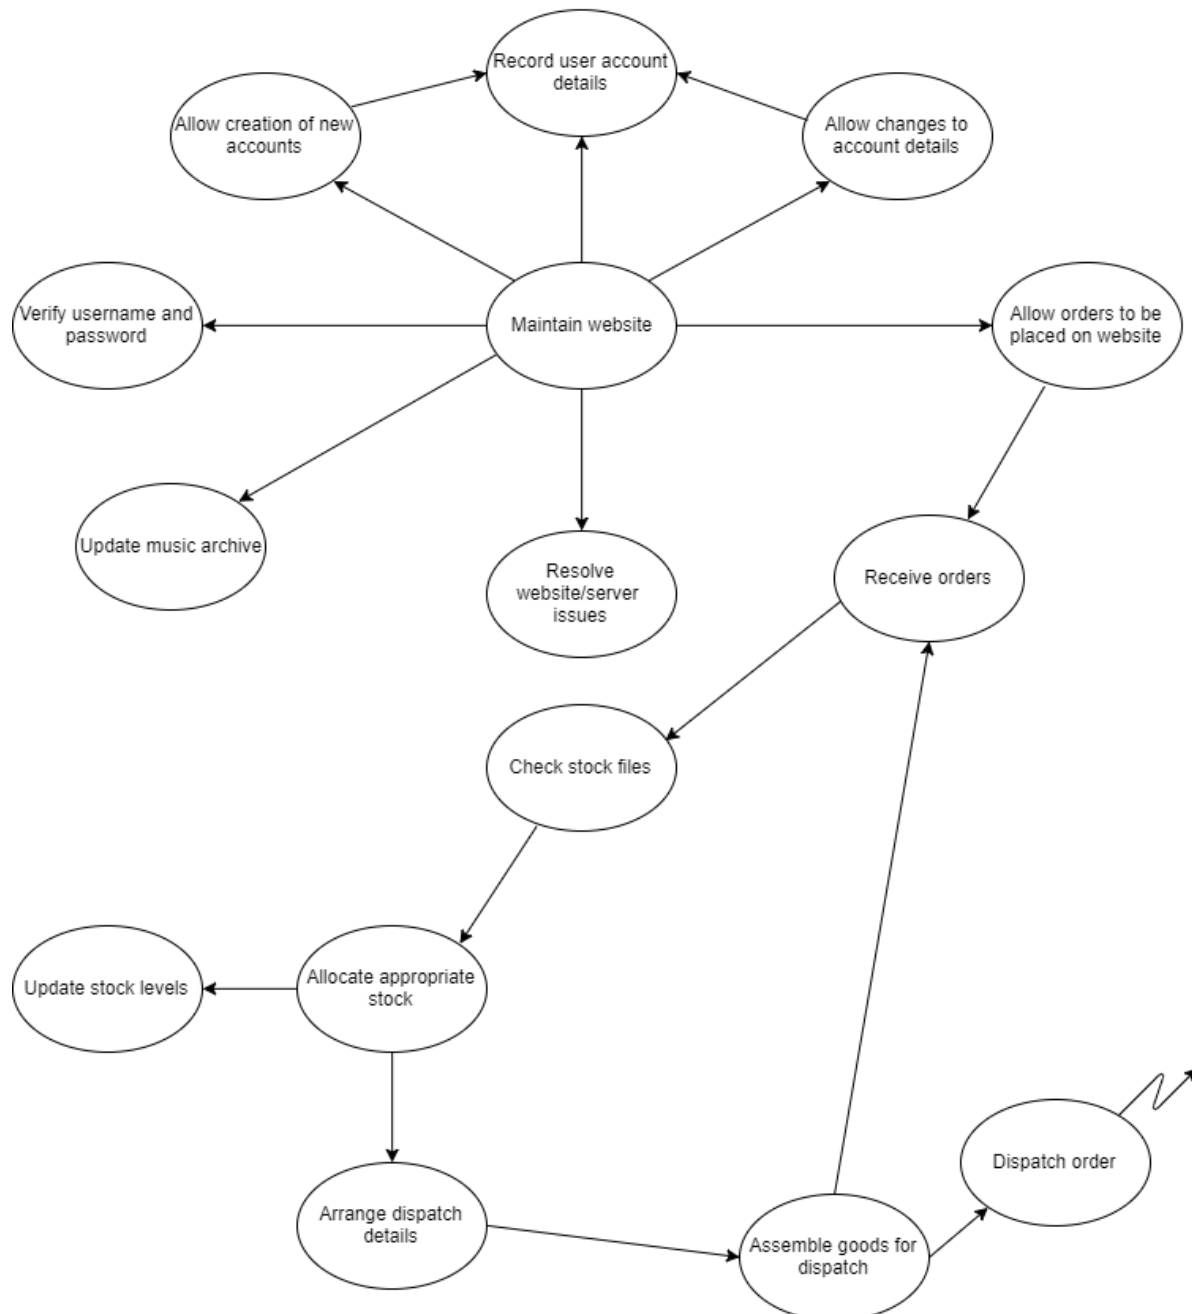 Record user account
details
Allow creation of new
accounts
Allow changes to
account details
Verify username and
password
Maintain website
Allow orders to be
placed on website
Update music archive
Resolve
website/server
issues
Receive orders
Check stock files
Update stock levels
Allocate appropriate
stock
Arrange dispatch
details
Assemble goods for
dispatch
Dispatch order